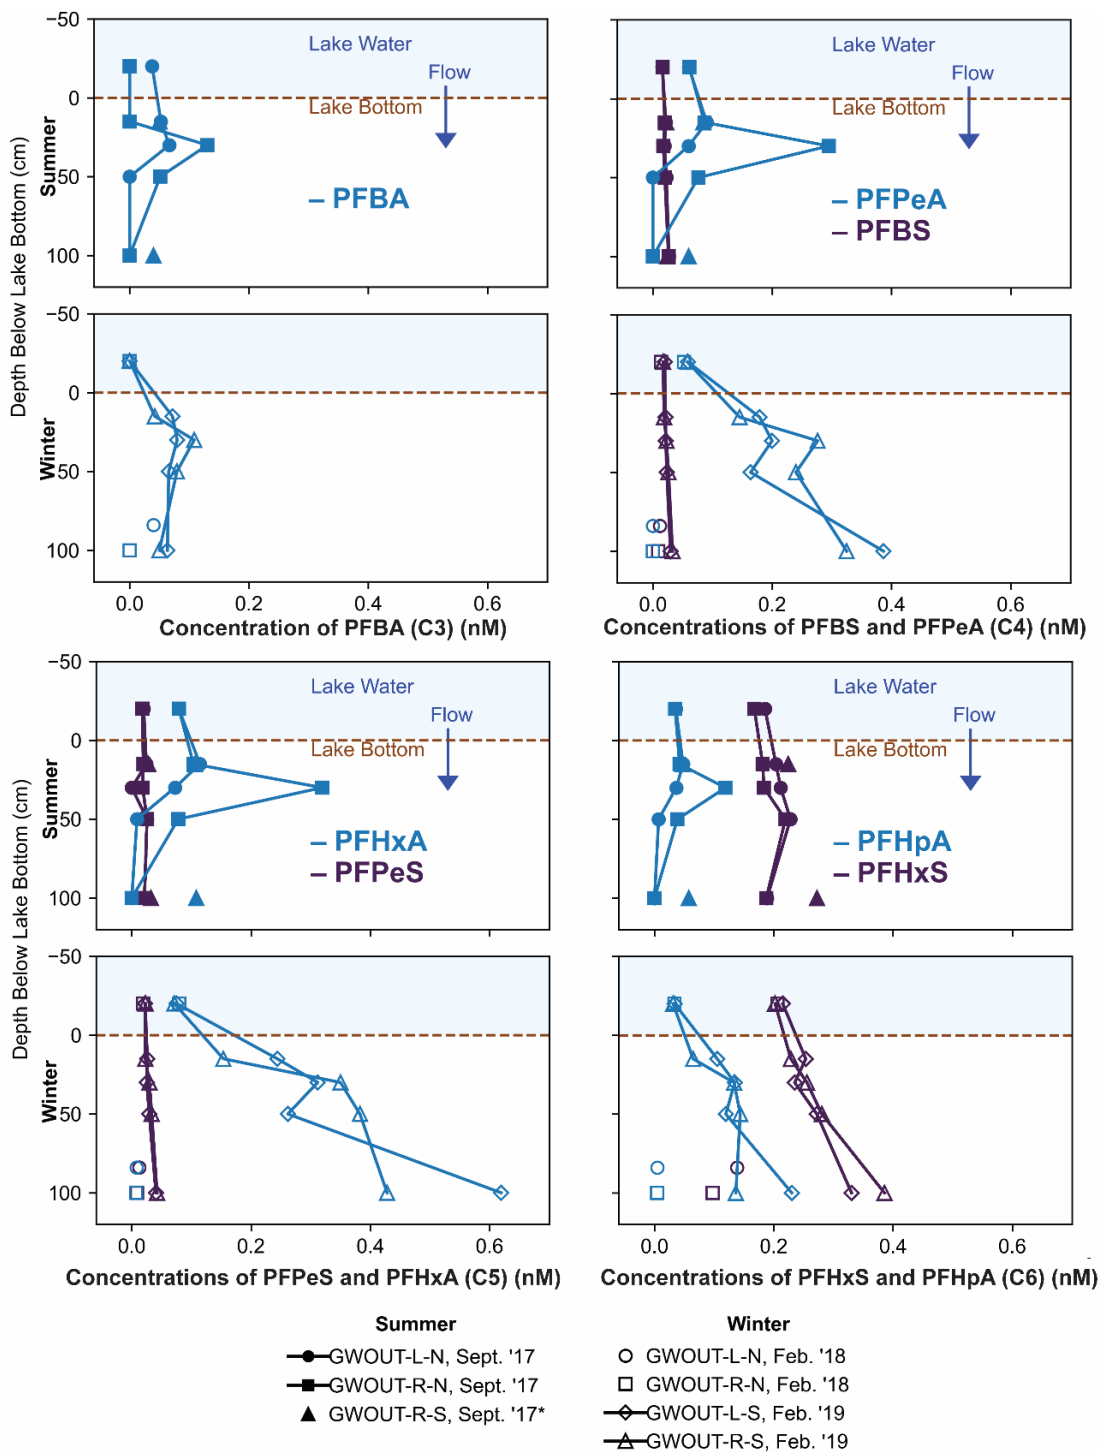 −50
Lake Water
Flow
0
Lake Bottom
50
– PFBA
100
Summer
Lake Water
Flow
Lake Bottom
– PFPeA
– PFBS
Depth Below Lake Bottom (cm)
−50
0
50
100
Winter
0.0 0.2 0.4 0.6
Concentration of PFBA (C3) (nM)
0.0 0.2 0.4 0.6
Concentrations of PFBS and PFPeA (C4) (nM)
−50
Lake Water
Flow
0
Lake Bottom
50
– PFHxA
– PFPeS
100
Summer
Lake Water
Flow
Lake Bottom
– PFHpA
– PFHxS
Depth Below Lake Bottom (cm)
−50
0
50
100
Winter
0.0 0.2 0.4 0.6
Concentrations of PFPeS and PFHxA (C5) (nM)
0.0 0.2 0.4 0.6
Concentrations of PFHxS and PFHpA (C6) (nM)
Summer
GWOUT-L-N, Sept. '17
GWOUT-R-N, Sept. '17
GWOUT-R-S, Sept. '17*
Winter
GWOUT-L-N, Feb. '18
GWOUT-R-N, Feb. '18
GWOUT-L-S, Feb. '19
GWOUT-R-S, Feb. '19